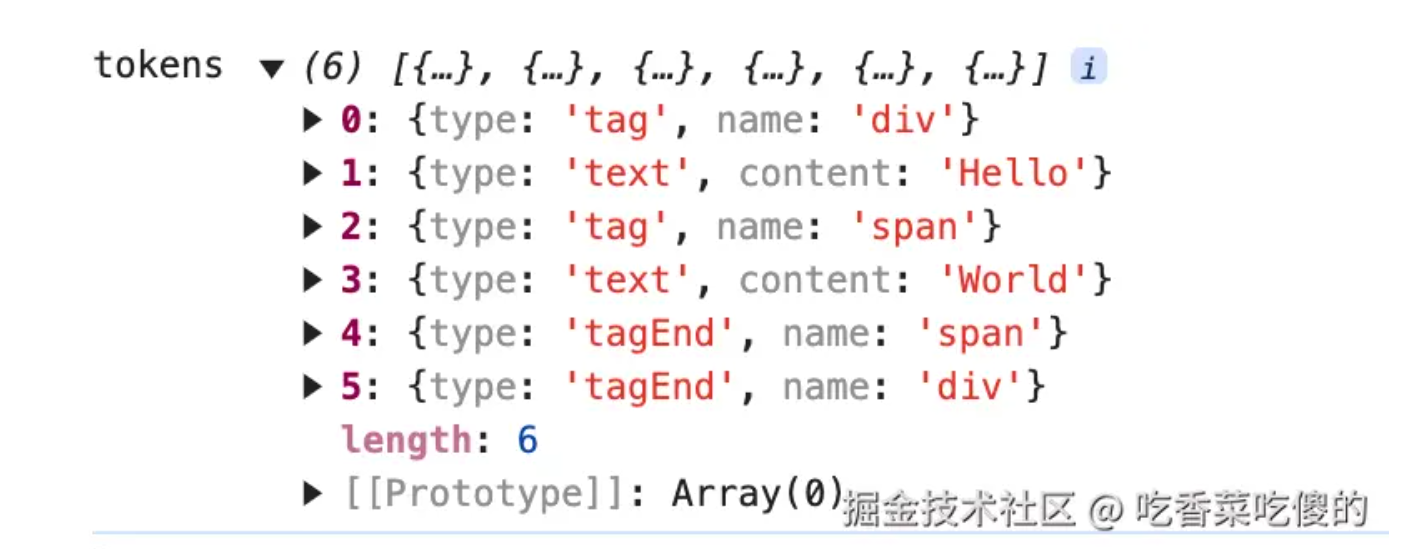 tokens ▼ (6) [{…}, {…}, {…}, {…}, {…}, {…}] i
▶ 0: {type: 'tag', name: 'div'}
▶ 1: {type: 'text', content: 'Hello'}
▶ 2: {type: 'tag', name: 'span'}
▶ 3: {type: 'text', content: 'World'}
▶ 4: {type: 'tagEnd', name: 'span'}
▶ 5: {type: 'tagEnd', name: 'div'}
length: 6
▶ [[Prototype]]: Array(0)
掘金技术社区 @ 吃香菜吃傻的